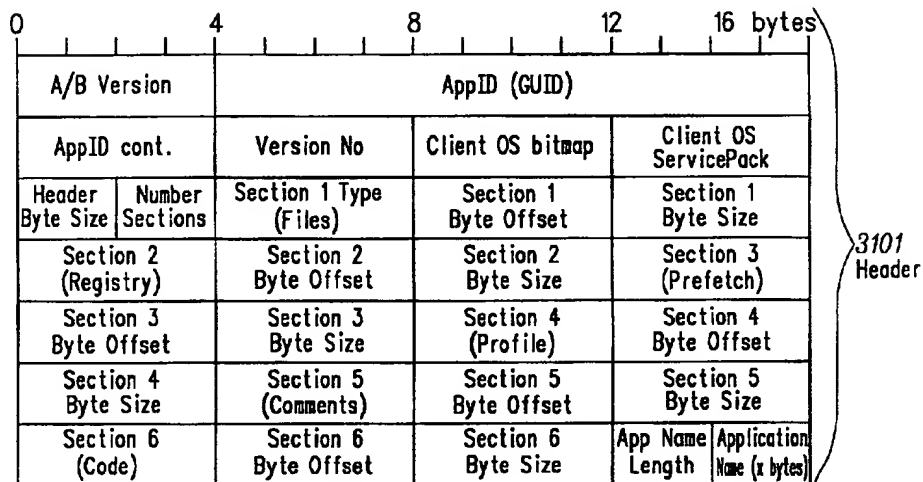 0 4 8 12 16 bytes
A/B Version AppID (GUID)
AppID cont. Version No Client OS bitmap Client OS
ServicePack
Header Number Section 1 Type Section 1 Section 1
Byte Size Sections (Files) Byte Offset Byte Size
Section 2 Section 2 Section 2 Section 3
(Registry) Byte Offset Byte Size (Prefetch)
3101
Header
Section 3 Section 3 Section 4 Section 4
Byte Offset Byte Size (Profile) Byte Offset
Section 4 Section 5 Section 5 Section 5
Byte Size (Comments) Byte Offset Byte Size
Section 6 Section 6 Section 6 App Name Application
(Code) Byte Offset Byte Size Length Name (x bytes)